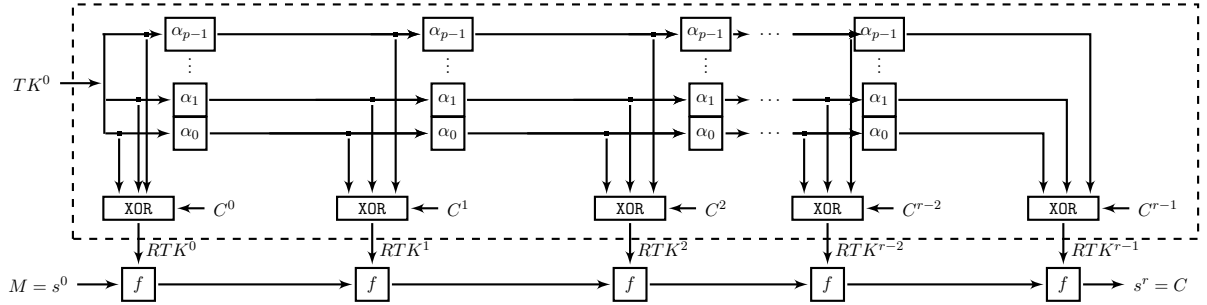 α_{p−1} α_{p−1} α_{p−1} ⋯ α_{p−1}
⋮ ⋮ ⋮ ⋮
TK^0
α_1 α_1 α_1 ⋯ α_1
α_0 α_0 α_0 ⋯ α_0
XOR C^0 XOR C^1 XOR C^2 XOR C^{r−2} XOR C^{r−1}
RTK^0 RTK^1 RTK^2 RTK^{r−2} RTK^{r−1}
M = s^0 f f f f f s^r = C